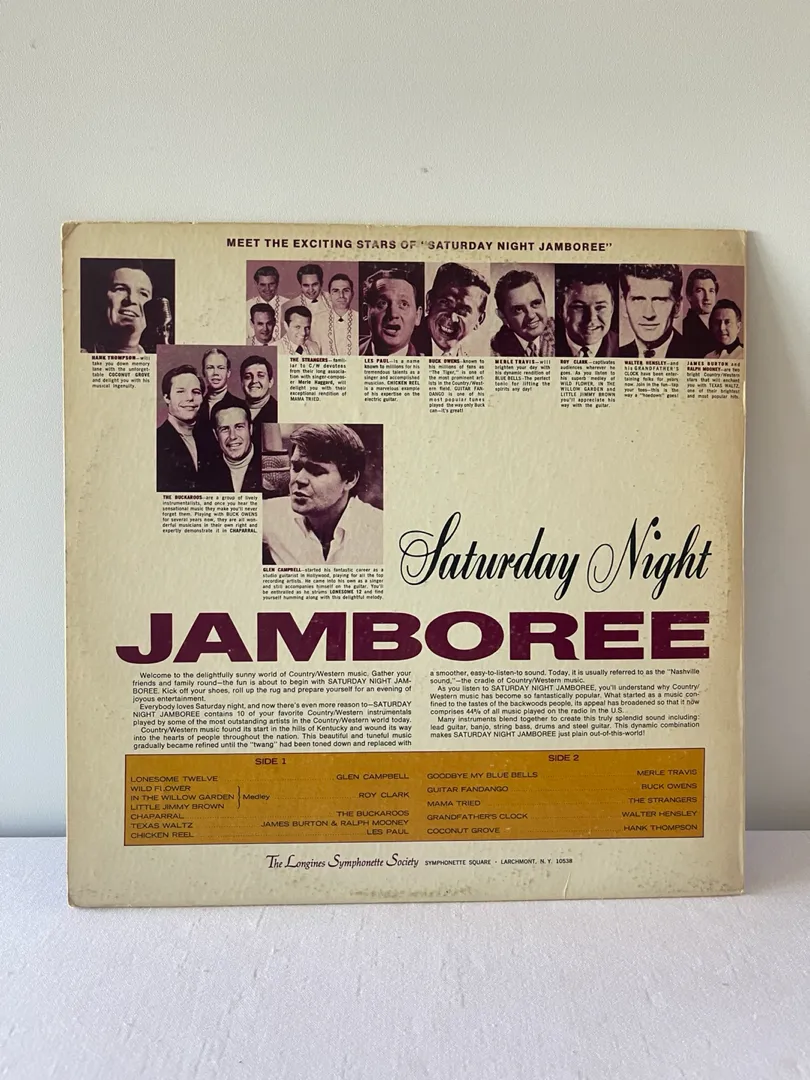 MEET THE EXCITING STARS OF "SATURDAY NIGHT JAMBOREE"
HANK THOMPSON—will
take you down memory
lane with the unforget-
table COCONUT GROVE
and delight you with his
musical ingenuity.
THE STRANGERS—famil-
iar to C/W devotees
from their long associa-
tion with singer-compos-
er Merle Haggard, will
delight you with their
exceptional rendition of
MAMA TRIED.
LES PAUL—is a name
known to millions for his
tremendous talents as a
singer and accomplished
musician. CHICKEN REEL
is a marvelous example
of his expertise on the
electric guitar.
BUCK OWENS—known to
his millions of fans as
"The Tiger," is one of
the most prominent art-
ists in the Country/West-
ern field. GUITAR FAN-
DANGO is one of his
most popular tunes
played the way only Buck
can—it's great!
MERLE TRAVIS—will
brighten your day with
his dynamic rendition of
BLUE BELLS. The perfect
tonic for lifting the
spirits any day!
ROY CLARK—captivates
audiences wherever he
goes. As you listen to
his superb medley of
WILD FLOWER, IN THE
WILLOW GARDEN and
LITTLE JIMMY BROWN
you'll appreciate his
way with the guitar.
WALTER HENSLEY—and
his GRANDFATHER'S
CLOCK have been enter-
taining folks for years,
now. Join in the fun—tap
your toes—this is the
way a "hoedown" goes!
JAMES BURTON and
RALPH MOONEY—are two
bright Country/Western
stars that will enchant
you with TEXAS WALTZ,
one of their brightest
and most popular hits.
THE BUCKAROOS—are a group of lively
instrumentalists, and once you hear the
sensational music they make you'll never
forget them. Playing with BUCK OWENS
for several years now, they are all won-
derful musicians in their own right and
expertly demonstrate it in CHAPARRAL.
GLEN CAMPBELL—started his fantastic career as a
studio guitarist in Hollywood, playing for all the top
recording artists. He came into his own as a singer
and still accompanies himself on the guitar. You'll
be enthralled as he strums LONESOME 12 and find
yourself humming along with this delightful melody.
Saturday Night
JAMBOREE
Welcome to the delightfully sunny world of Country/Western music. Gather your
friends and family round—the fun is about to begin with SATURDAY NIGHT JAM-
BOREE. Kick off your shoes, roll up the rug and prepare yourself for an evening of
joyous entertainment.
Everybody loves Saturday night, and now there's even more reason to—SATURDAY
NIGHT JAMBOREE contains 10 of your favorite Country/Western instrumentals
played by some of the most outstanding artists in the Country/Western world today.
Country/Western music found its start in the hills of Kentucky and wound its way
into the hearts of people throughout the nation. This beautiful and tuneful music
gradually became refined until the "twang" had been toned down and replaced with
a smoother, easy-to-listen-to sound. Today, it is usually referred to as the "Nashville
sound,"—the cradle of Country/Western music.
As you listen to SATURDAY NIGHT JAMBOREE, you'll understand why Country/
Western music has become so fantastically popular. What started as a music con-
fined to the tastes of the backwoods people, its appeal has broadened so that it now
comprises 44% of all music played on the radio in the U.S.
Many instruments blend together to create this truly splendid sound including:
lead guitar, banjo, string bass, drums and steel guitar. This dynamic combination
makes SATURDAY NIGHT JAMBOREE just plain out-of-this-world!
SIDE 1
LONESOME TWELVE GLEN CAMPBELL
WILD FLOWER
IN THE WILLOW GARDEN Medley ROY CLARK
LITTLE JIMMY BROWN
CHAPARRAL THE BUCKAROOS
TEXAS WALTZ JAMES BURTON & RALPH MOONEY
CHICKEN REEL LES PAUL
SIDE 2
GOODBYE MY BLUE BELLS MERLE TRAVIS
GUITAR FANDANGO BUCK OWENS
MAMA TRIED THE STRANGERS
GRANDFATHER'S CLOCK WALTER HENSLEY
COCONUT GROVE HANK THOMPSON
The Longines Symphonette Society SYMPHONETTE SQUARE · LARCHMONT, N. Y. 10538